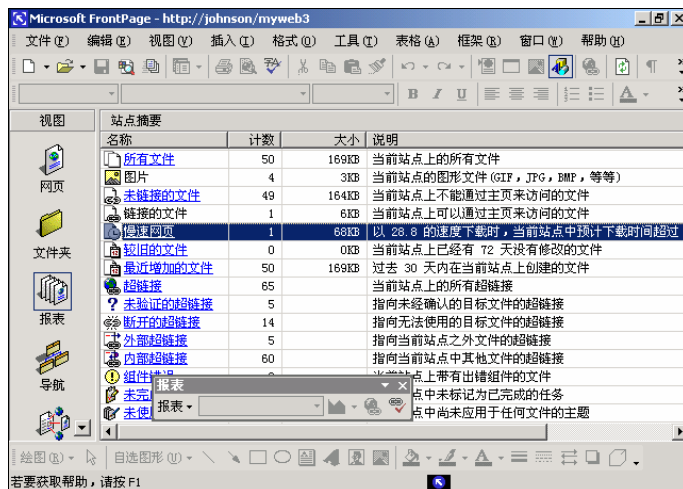 Microsoft FrontPage - http://johnson/myweb3
文件(F) 编辑(E) 视图(V) 插入(I) 格式(O) 工具(T) 表格(A) 框架(R) 窗口(W) 帮助(H)
B I U A
视图
网页
文件夹
报表
导航
站点摘要
名称 计数 大小 说明
所有文件 50 169KB 当前站点上的所有文件
图片 4 3KB 当前站点的图形文件(GIF，JPG，BMP，等等)
未链接的文件 49 164KB 当前站点上不能通过主页来访问的文件
链接的文件 1 6KB 当前站点上可以通过主页来访问的文件
慢速网页 1 68KB 以 28.8 的速度下载时，当前站点中预计下载时间超过
较旧的文件 0 0KB 当前站点上已经有 72 天没有修改的文件
最近增加的文件 50 169KB 过去 30 天内在当前站点上创建的文件
超链接 65 当前站点上的所有超链接
未验证的超链接 5 指向未经确认的目标文件的超链接
断开的超链接 14 指向无法使用的目标文件的超链接
外部超链接 5 指向当前站点之外文件的超链接
内部超链接 60 指向当前站点中其他文件的超链接
组件 点上带有出错组件的文件
未完 点中未标记为已完成的任务
未使 点中尚未应用于任何文件的主题
报表
报表
绘图(R) 自选图形(U)
若要获取帮助，请按 F1